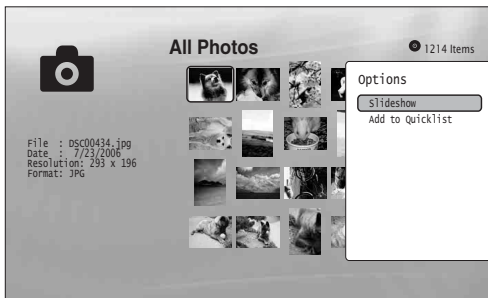 All Photos
1214 Items
Options
Slideshow
Add to Quicklist
File : DSC00434.jpg
Date : 7/23/2006
Resolution: 293 x 196
Format: JPG